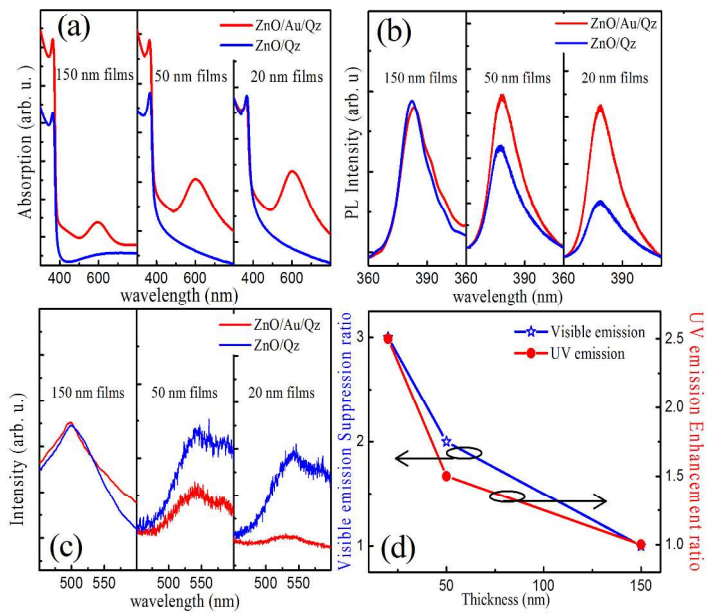 (a)
ZnO/Au/Qz
ZnO/Qz
150 nm films
50 nm films
20 nm films
Absorption (arb. u.)
400 600 400 600 400 600
wavelength (nm)
(b)
ZnO/Au/Qz
ZnO/Qz
150 nm films
50 nm films
20 nm films
PL Intensity (arb. u.)
360 390 360 390 360 390
wavelength (nm)
(c)
ZnO/Au/Qz
ZnO/Qz
150 nm films
50 nm films
20 nm films
Intensity (arb. u.)
500 550 500 550 500 550
wavelength (nm)
(d)
Visible emission
UV emission
Visible emission Suppression ratio
3
2
1
UV emission Enhancement ratio
2.5
2.0
1.5
1.0
50 100 150
Thickness (nm)